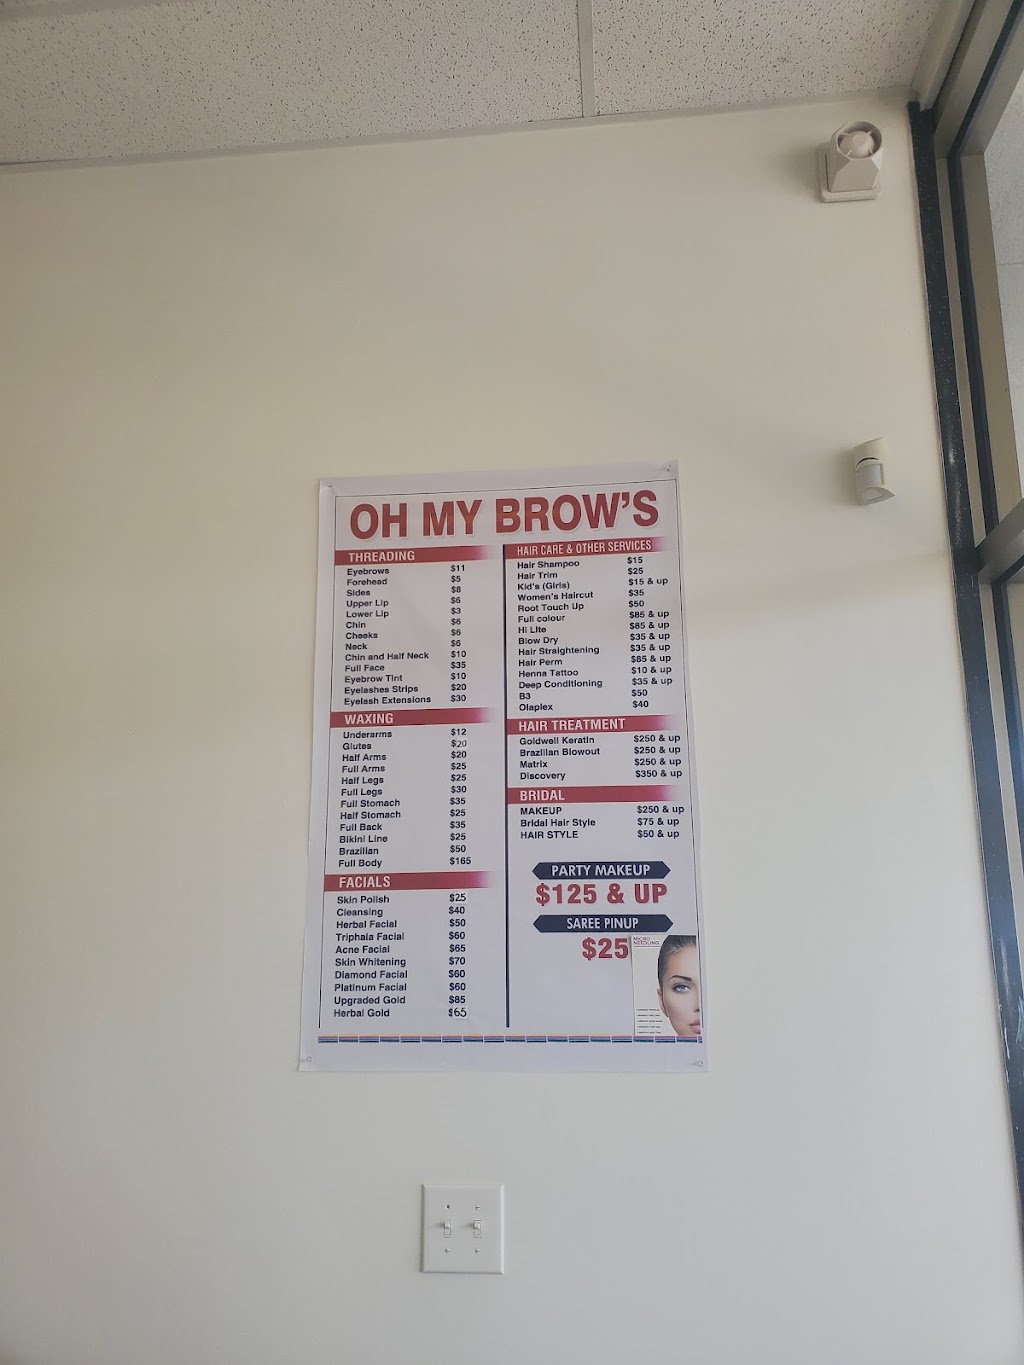 OH MY BROW'S
THREADING
Eyebrows $11
Forehead $5
Sides $8
Upper Lip $6
Lower Lip $3
Chin $6
Cheeks $6
Neck $6
Chin and Half Neck $10
Full Face $35
Eyebrow Tint $10
Eyelashes Strips $20
Eyelash Extensions $30
WAXING
Underarms $12
Glutes $20
Half Arms $20
Full Arms $25
Half Legs $25
Full Legs $30
Full Stomach $35
Half Stomach $25
Full Back $35
Bikini Line $25
Brazilian $50
Full Body $165
FACIALS
Skin Polish $25
Cleansing $40
Herbal Facial $50
Triphala Facial $60
Acne Facial $65
Skin Whitening $70
Diamond Facial $60
Platinum Facial $60
Upgraded Gold $85
Herbal Gold $65
HAIR CARE & OTHER SERVICES
Hair Shampoo $15
Hair Trim $25
Kid's (Girls) $15 & up
Women's Haircut $35
Root Touch Up $50
Full colour $85 & up
Hi Lite $85 & up
Blow Dry $35 & up
Hair Straightening $35 & up
Hair Perm $85 & up
Henna Tattoo $10 & up
Deep Conditioning $35 & up
B3 $50
Olaplex $40
HAIR TREATMENT
Goldwell Keratin $250 & up
Brazilian Blowout $250 & up
Matrix $250 & up
Discovery $350 & up
BRIDAL
MAKEUP $250 & up
Bridal Hair Style $75 & up
HAIR STYLE $50 & up
PARTY MAKEUP
$125 & UP
SAREE PINUP
$25
MICRO
NEEDLING